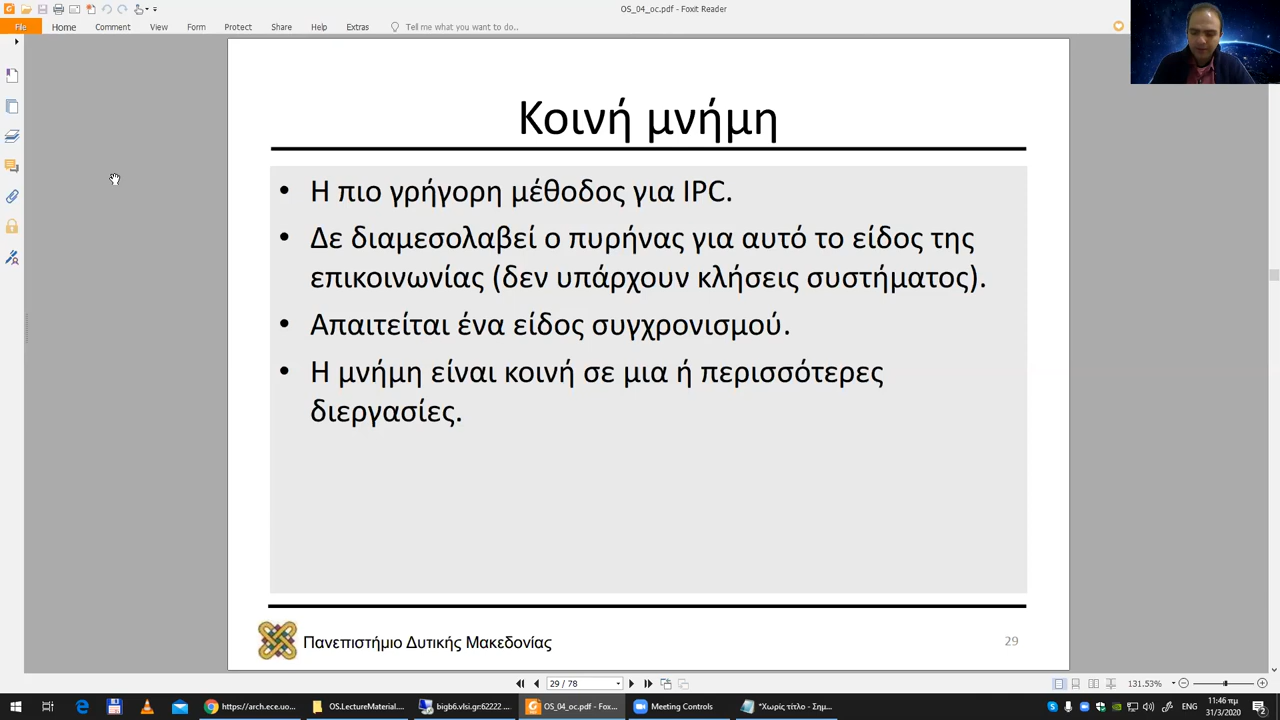 OS_04_oc.pdf - Foxit Reader
File Home Comment View Form Protect Share Help Extras Tell me what you want to do..
Κοινή μνήμη
• Η πιο γρήγορη μέθοδος για IPC.
• Δε διαμεσολαβεί ο πυρήνας για αυτό το είδος της
επικοινωνίας (δεν υπάρχουν κλήσεις συστήματος).
• Απαιτείται ένα είδος συγχρονισμού.
• Η μνήμη είναι κοινή σε μια ή περισσότερες
διεργασίες.
Πανεπιστήμιο Δυτικής Μακεδονίας
29
29 / 78
131.53%
https://arch.ece.uo... OS.LectureMaterial.... bigb6.vlsi.gr:62222 ... OS_04_oc.pdf - Fox... Meeting Controls *Χωρίς τίτλο - Σημ... ENG 11:46 πμ
31/3/2020